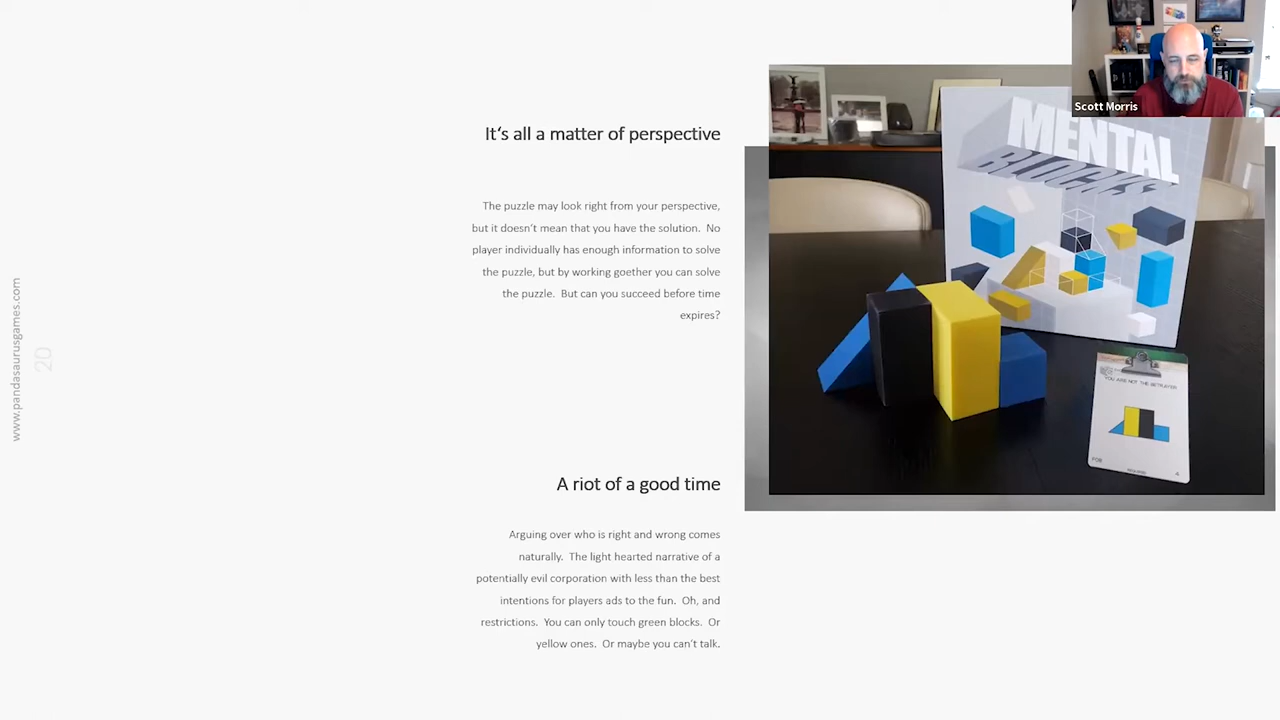 Scott Morris
It's all a matter of perspective
The puzzle may look right from your perspective,
but it doesn't mean that you have the solution. No
player individually has enough information to solve
the puzzle, but by working goether you can solve
the puzzle. But can you succeed before time
expires?
MENTAL
BLOCKS
YOU ARE NOT THE BETRAYER
A riot of a good time
Arguing over who is right and wrong comes
naturally. The light hearted narrative of a
potentially evil corporation with less than the best
intentions for players ads to the fun. Oh, and
restrictions. You can only touch green blocks. Or
yellow ones. Or maybe you can't talk.
www.pandasaurusgames.com
20